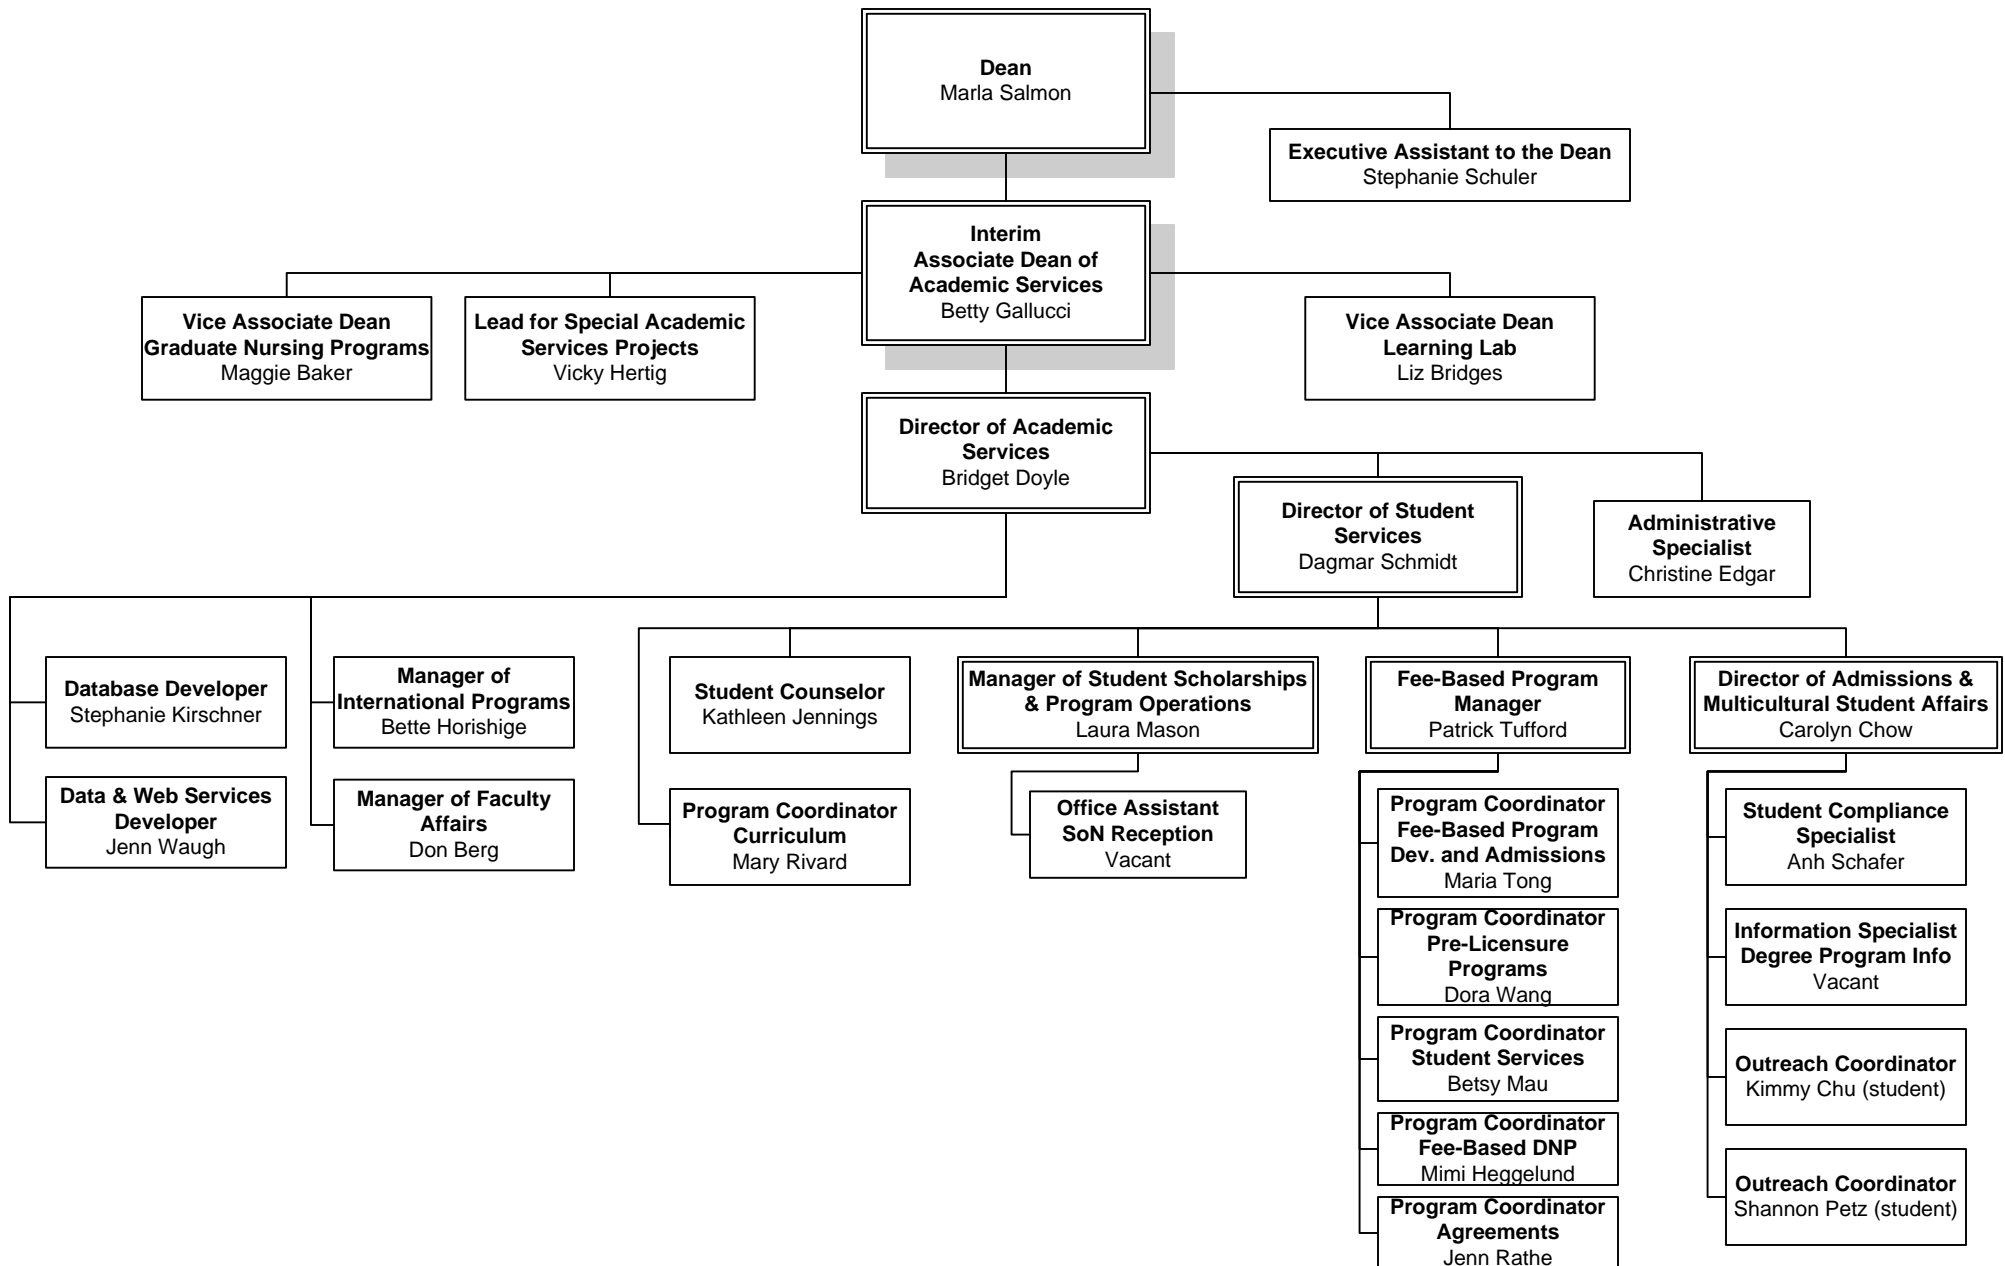 Dean
Marla Salmon
Executive Assistant to the Dean
Stephanie Schuler
Interim
Associate Dean of
Academic Services
Betty Gallucci
Vice Associate Dean
Graduate Nursing Programs
Maggie Baker
Lead for Special Academic
Services Projects
Vicky Hertig
Vice Associate Dean
Learning Lab
Liz Bridges
Director of Academic
Services
Bridget Doyle
Director of Student
Services
Dagmar Schmidt
Administrative
Specialist
Christine Edgar
Database Developer
Stephanie Kirschner
Manager of
International Programs
Bette Horishige
Student Counselor
Kathleen Jennings
Manager of Student Scholarships
& Program Operations
Laura Mason
Fee-Based Program
Manager
Patrick Tufford
Director of Admissions &
Multicultural Student Affairs
Carolyn Chow
Data & Web Services
Developer
Jenn Waugh
Manager of Faculty
Affairs
Don Berg
Program Coordinator
Curriculum
Mary Rivard
Office Assistant
SoN Reception
Vacant
Program Coordinator
Fee-Based Program
Dev. and Admissions
Maria Tong
Student Compliance
Specialist
Anh Schafer
Program Coordinator
Pre-Licensure
Programs
Dora Wang
Information Specialist
Degree Program Info
Vacant
Program Coordinator
Student Services
Betsy Mau
Outreach Coordinator
Kimmy Chu (student)
Program Coordinator
Fee-Based DNP
Mimi Heggelund
Outreach Coordinator
Shannon Petz (student)
Program Coordinator
Agreements
Jenn Rathe